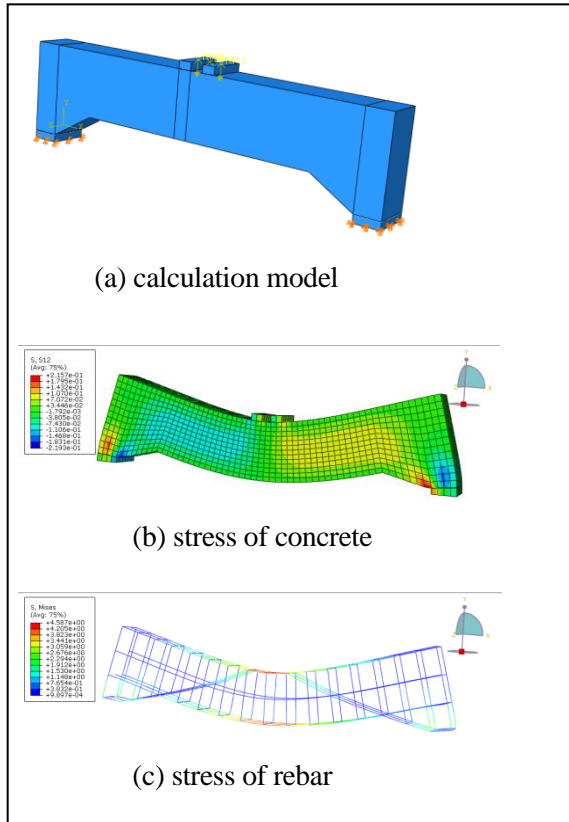 (a) calculation model
S, S12
(Avg: 75%)
+2.157e-01
+1.795e-01
+1.432e-01
+1.070e-01
+7.072e-02
+3.446e-02
-1.792e-03
-3.805e-02
-7.430e-02
-1.106e-01
-1.468e-01
-1.831e-01
-2.193e-01
Y
Z
X
(b) stress of concrete
S, Mises
(Avg: 75%)
+4.587e+00
+4.205e+00
+3.823e+00
+3.441e+00
+3.059e+00
+2.676e+00
+2.294e+00
+1.912e+00
+1.530e+00
+1.148e+00
+7.654e-01
+3.832e-01
+9.897e-04
Y
Z
X
(c) stress of rebar